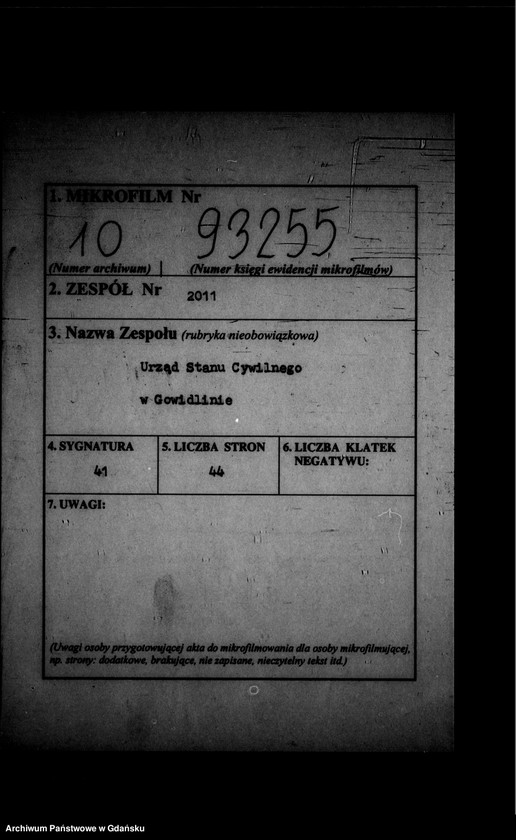 1. MIKROFILM Nr
10 93255
(Numer archiwum) (Numer księgi ewidencji mikrofilmów)
2. ZESPÓŁ Nr 2011
3. Nazwa Zespołu (rubryka nieobowiązkowa)
Urząd Stanu Cywilnego
w Gowidlinie
4. SYGNATURA 5. LICZBA STRON 6. LICZBA KLATEK
NEGATYWU:
41 44
7. UWAGI:
(Uwagi osoby przygotowującej akta do mikrofilmowania dla osoby mikrofilmującej,
np. strony: dodatkowe, brakujące, nie zapisane, nieczytelny tekst itd.)
Archiwum Państwowe w Gdańsku